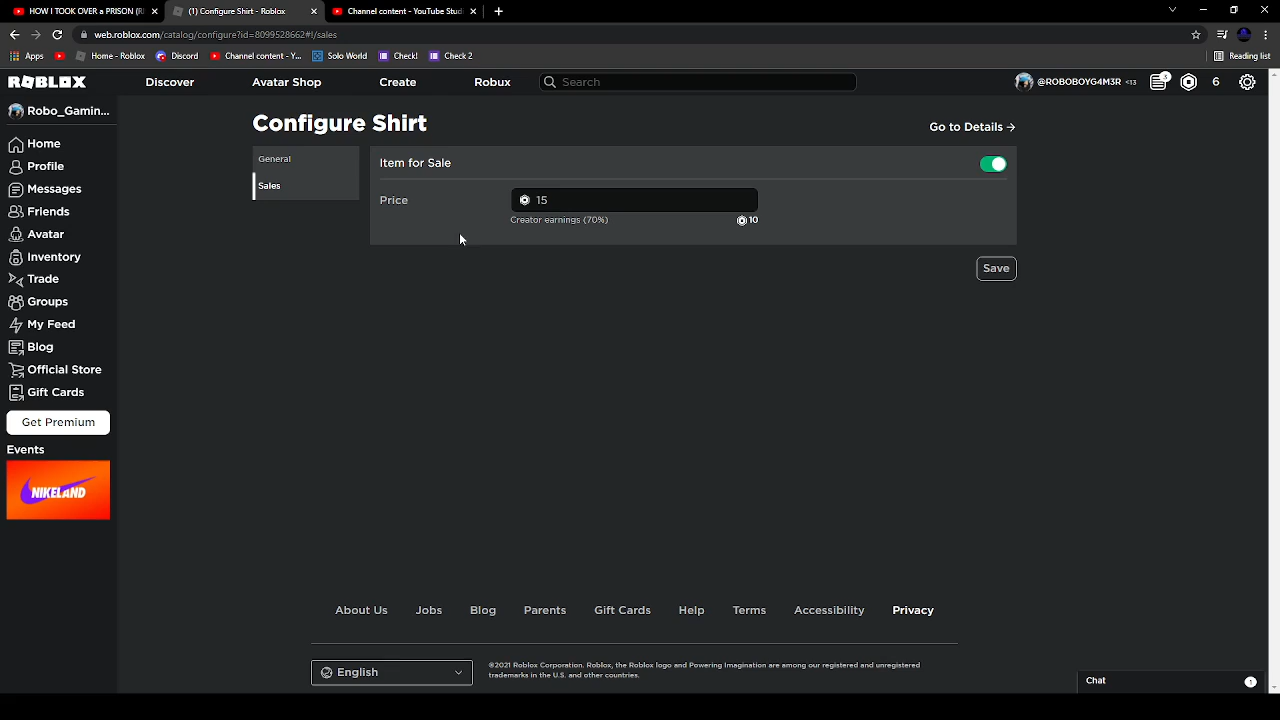 HOW I TOOK OVER a PRISON (R
(1) Configure Shirt - Roblox
Channel content - YouTube Studi
web.roblox.com/catalog/configure?id=8099528662#!/sales
Apps
Home - Roblox
Discord
Channel content - Y...
Solo World
Check!
Check 2
Reading list
ROBLOX
Discover
Avatar Shop
Create
Robux
Search
@ROBOBOYG4M3R <13
3
6
Robo_Gamin...
Home
Profile
Messages
Friends
Avatar
Inventory
Trade
Groups
My Feed
Blog
Official Store
Gift Cards
Get Premium
Events
NIKELAND
Configure Shirt
Go to Details →
General
Sales
Item for Sale
Price
15
Creator earnings (70%)
10
Save
About Us
Jobs
Blog
Parents
Gift Cards
Help
Terms
Accessibility
Privacy
English
©2021 Roblox Corporation. Roblox, the Roblox logo and Powering Imagination are among our registered and unregistered
trademarks in the U.S. and other countries.
Chat
1